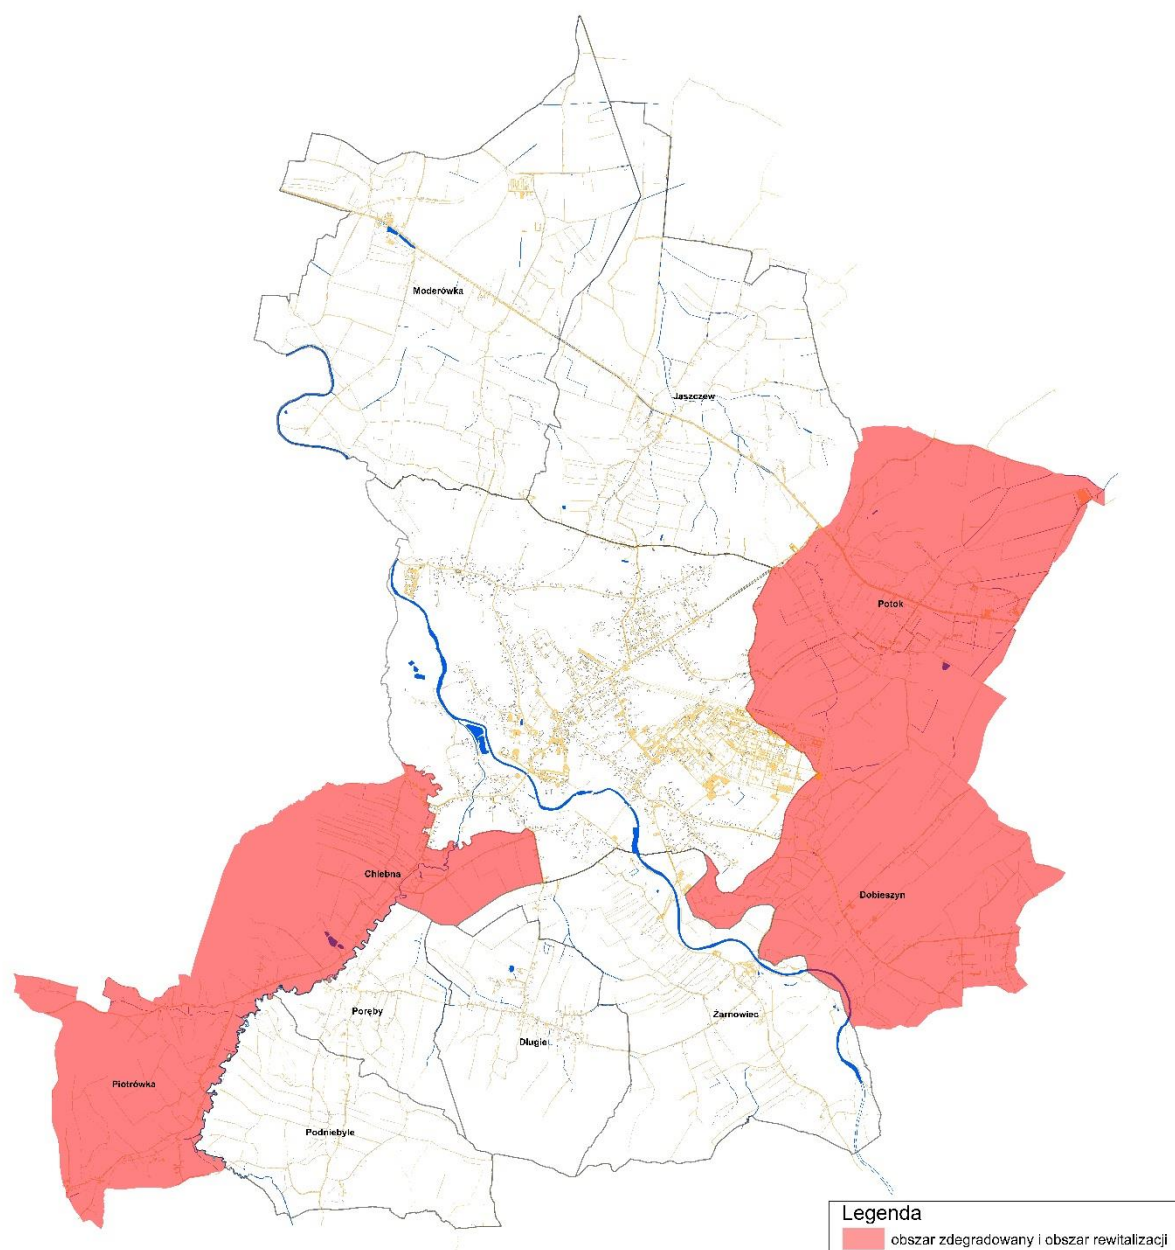 Moderówka
Jaszczew
Potok
Chlebna
Dobieszyn
Poręby
Żarnowiec
Długie
Piotrówka
Podniebyle
Legenda
obszar zdegradowany i obszar rewitalizacji